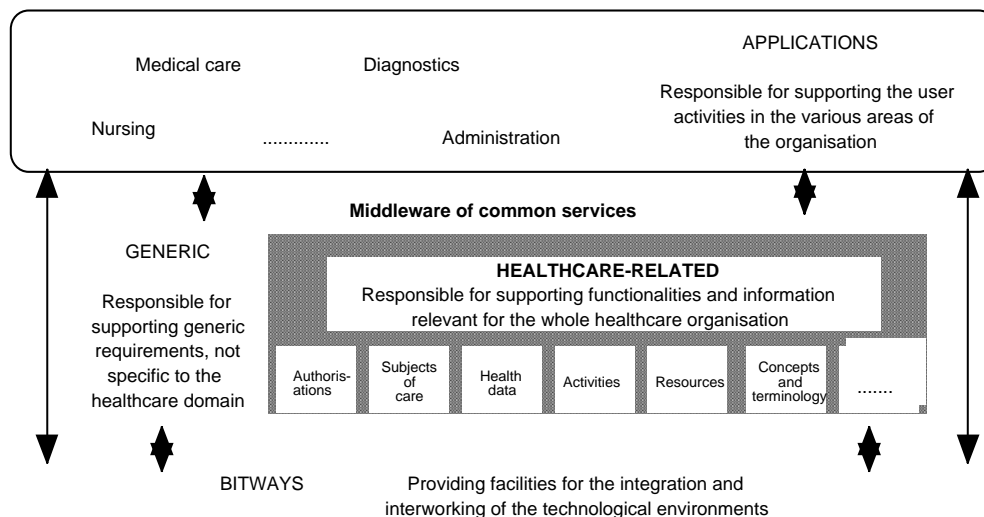 APPLICATIONS
Medical care
Diagnostics
Responsible for supporting the user
activities in the various areas of
the organisation
Nursing
.............
Administration
Middleware of common services
GENERIC
Responsible for
supporting generic
requirements, not
specific to the
healthcare domain
HEALTHCARE-RELATED
Responsible for supporting functionalities and information
relevant for the whole healthcare organisation
Authoris-
ations
Subjects
of
care
Health
data
Activities
Resources
Concepts
and
terminology
.......
BITWAYS
Providing facilities for the integration and
interworking of the technological environments